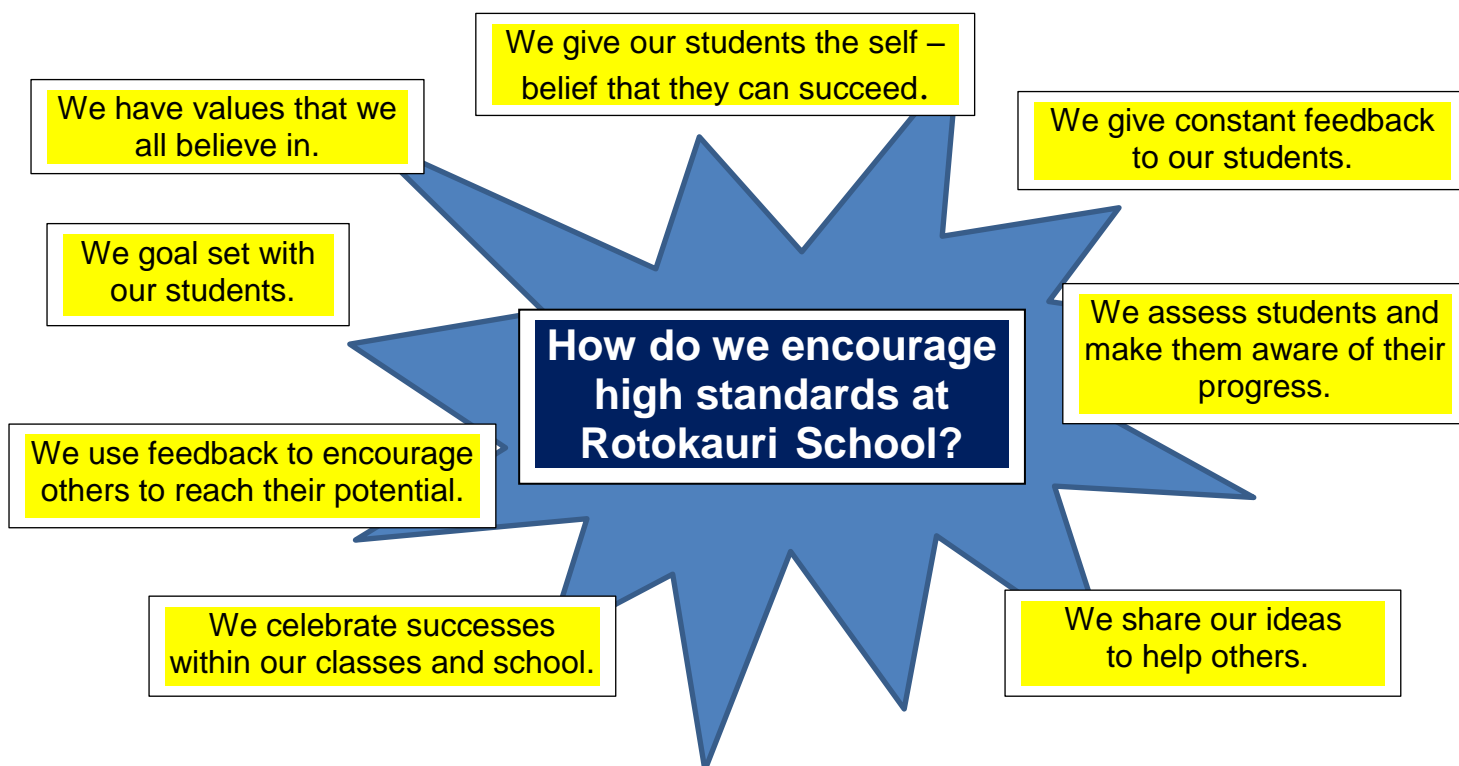 We give our students the self –
belief that they can succeed.
We have values that we
all believe in.
We give constant feedback
to our students.
We goal set with
our students.
How do we encourage
high standards at
Rotokauri School?
We assess students and
make them aware of their
progress.
We use feedback to encourage
others to reach their potential.
We celebrate successes
within our classes and school.
We share our ideas
to help others.